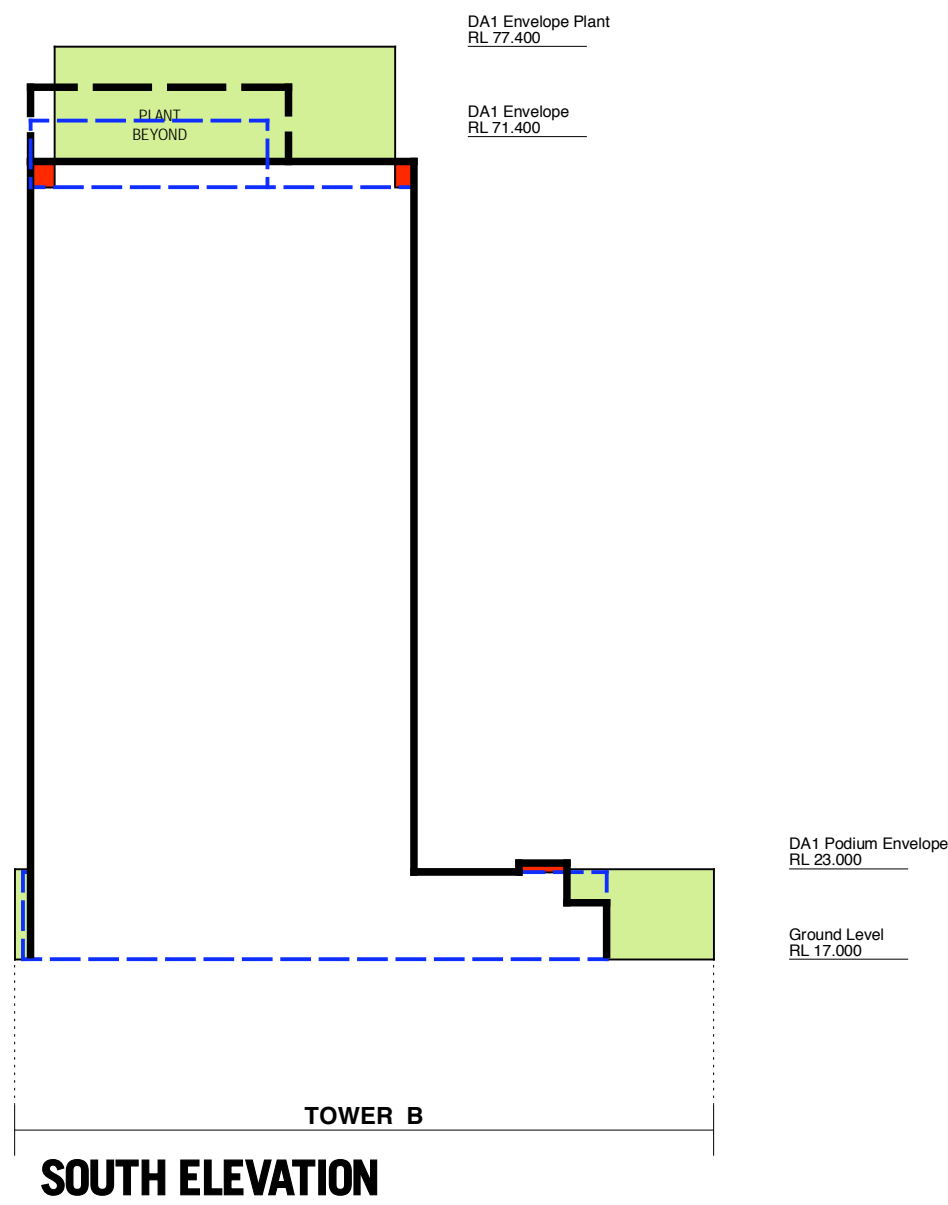 DA1 Envelope Plant
RL 77.400
DA1 Envelope
RL 71.400
PLANT
BEYOND
DA1 Podium Envelope
RL 23.000
Ground Level
RL 17.000
TOWER B
SOUTH ELEVATION